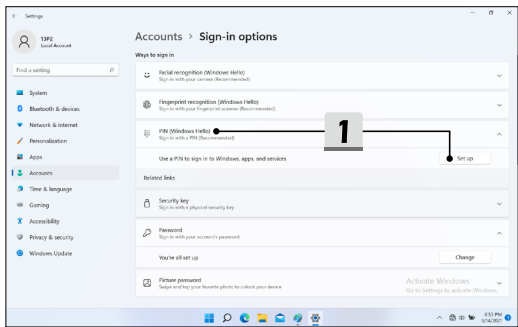 Settings
13P2
Local Account
Find a setting
System
Bluetooth & devices
Network & internet
Personalization
Apps
Accounts
Time & language
Gaming
Accessibility
Privacy & security
Windows Update
Accounts > Sign-in options
Ways to sign in
Facial recognition (Windows Hello)
Sign in with your camera (Recommended)
Fingerprint recognition (Windows Hello)
Sign in with your fingerprint scanner (Recommended)
PIN (Windows Hello)
Sign in with a PIN (Recommended)
1
Use a PIN to sign in to Windows, apps, and services
Set up
Related links
Security key
Sign in with a physical security key
Password
Sign in with your account's password
You're all set up
Change
Picture password
Swipe and tap your favorite photo to unlock your device
Activate Windows
Go to Settings to activate Windows.
6:55 PM
5/14/2021